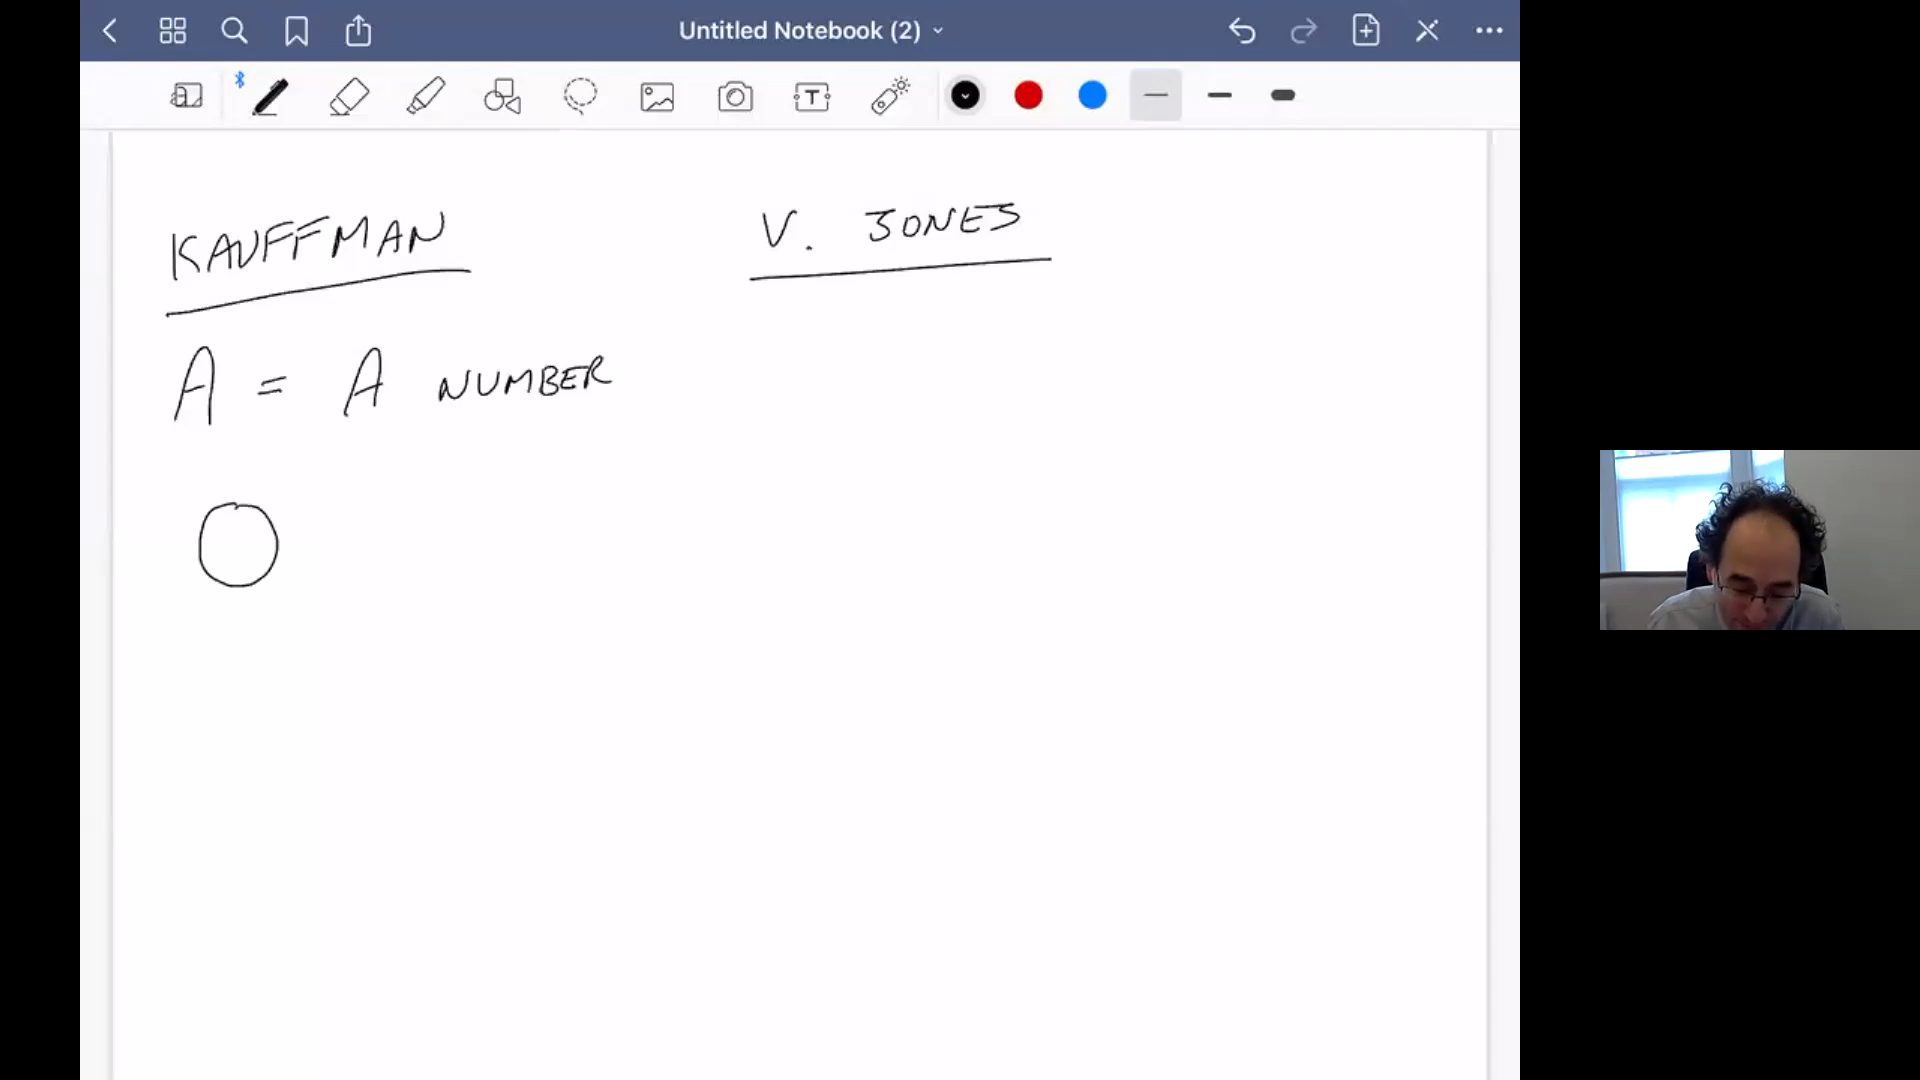 Untitled Notebook (2)
KAUFFMAN
V. JONES
A = A NUMBER